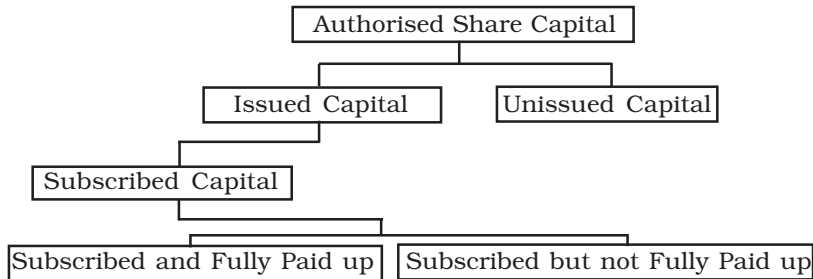 Authorised Share Capital
Issued Capital
Unissued Capital
Subscribed Capital
Subscribed and Fully Paid up
Subscribed but not Fully Paid up